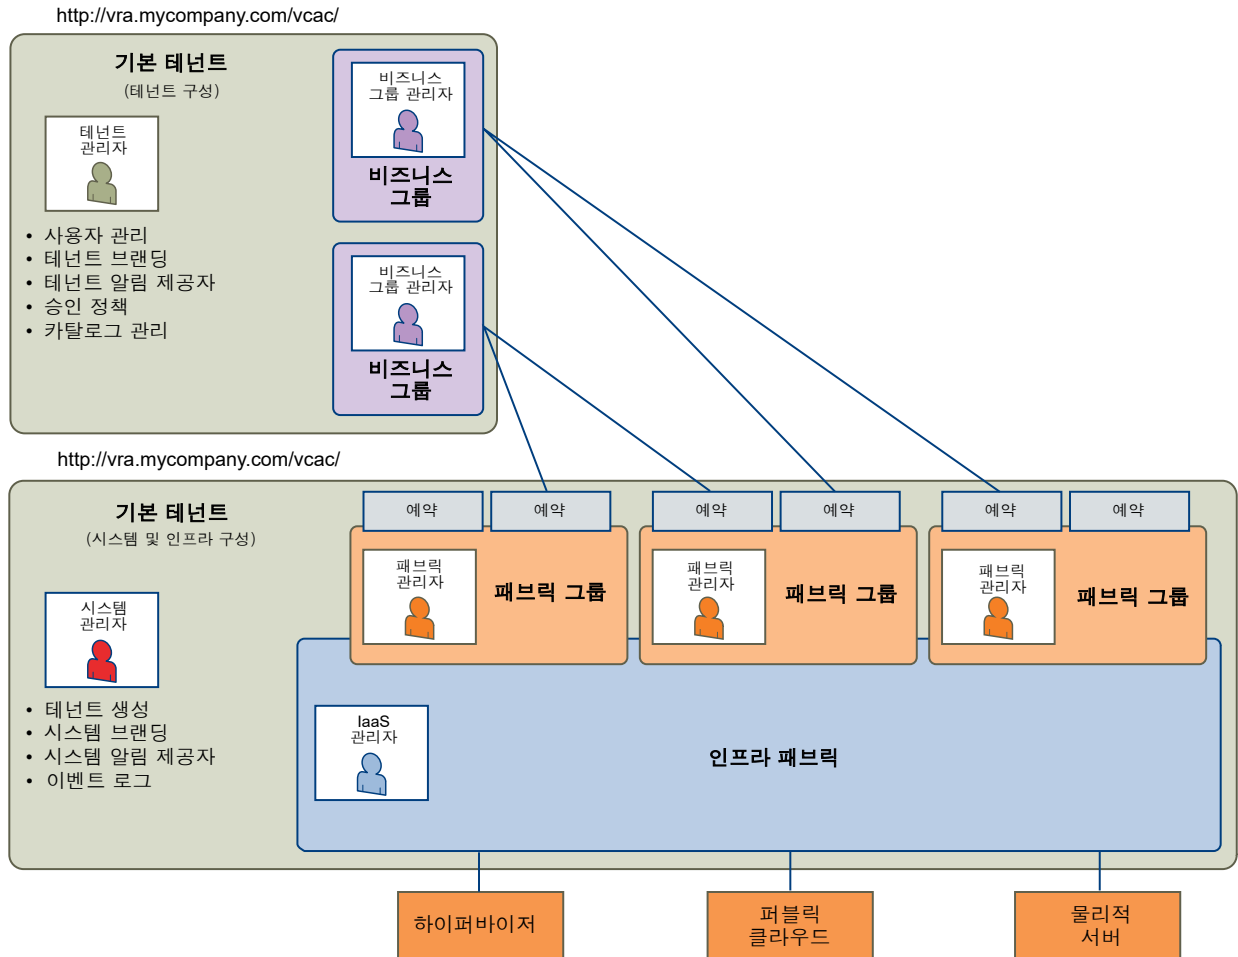 http://vra.mycompany.com/vcac/
기본 테넌트
(테넌트 구성)
테넌트
관리자
• 사용자 관리
• 테넌트 브랜딩
• 테넌트 알림 제공자
• 승인 정책
• 카탈로그 관리
비즈니스
그룹 관리자
비즈니스
그룹
비즈니스
그룹 관리자
비즈니스
그룹
http://vra.mycompany.com/vcac/
기본 테넌트
(시스템 및 인프라 구성)
시스템
관리자
• 테넌트 생성
• 시스템 브랜딩
• 시스템 알림 제공자
• 이벤트 로그
예약
예약
예약
예약
예약
예약
패브릭
관리자
패브릭 그룹
패브릭
관리자
패브릭 그룹
패브릭
관리자
패브릭 그룹
IaaS
관리자
인프라 패브릭
하이퍼바이저
퍼블릭
클라우드
물리적
서버